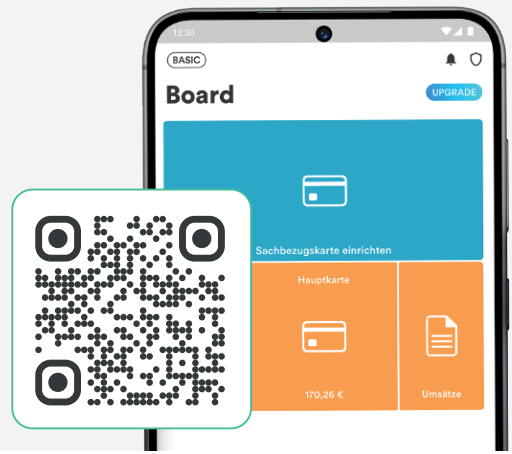 12:30
BASIC
Board
UPGRADE
Sachbezugskarte einrichten
Hauptkarte
170,26 €
Umsätze